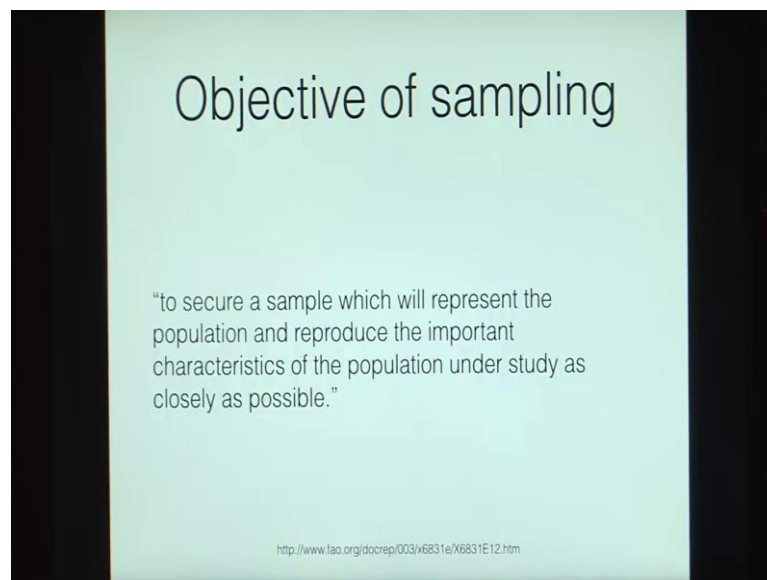 Objective of sampling
“to secure a sample which will represent the
population and reproduce the important
characteristics of the population under study as
closely as possible.”
http://www.fao.org/docrep/003/x6831e/X6831E12.htm